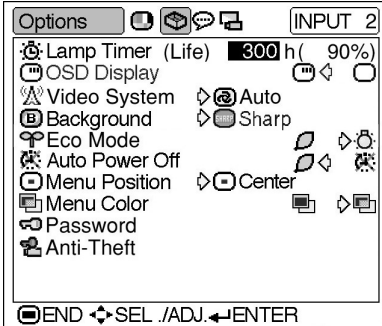 Options INPUT 2
Lamp Timer (Life) 300 h( 90%)
OSD Display
Video System Auto
B Background SHARP Sharp
Eco Mode
Auto Power Off
Menu Position Center
Menu Color
Password
Anti-Theft
END SEL ./ADJ. ENTER